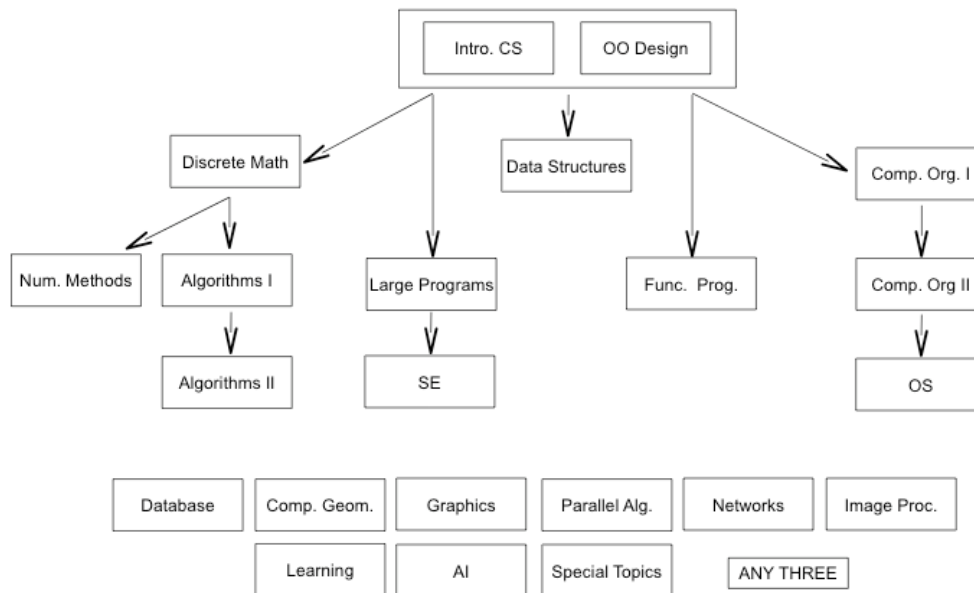 Intro. CS
OO Design
Discrete Math
Data Structures
Comp. Org. I
Num. Methods
Algorithms I
Large Programs
Func. Prog.
Comp. Org II
Algorithms II
SE
OS
Database
Comp. Geom.
Graphics
Parallel Alg.
Networks
Image Proc.
Learning
AI
Special Topics
ANY THREE